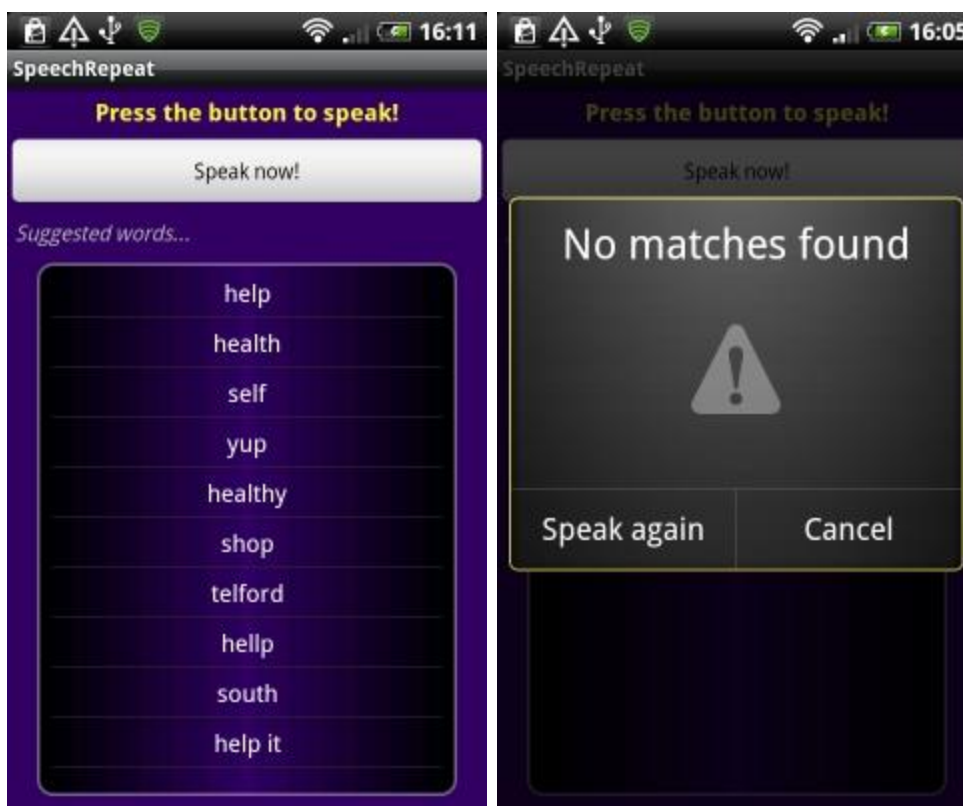 16:11
SpeechRepeat
Press the button to speak!
Speak now!
Suggested words...
help
health
self
yup
healthy
shop
telford
hellp
south
help it
16:05
SpeechRepeat
Press the button to speak!
Speak now!
No matches found
Speak again
Cancel